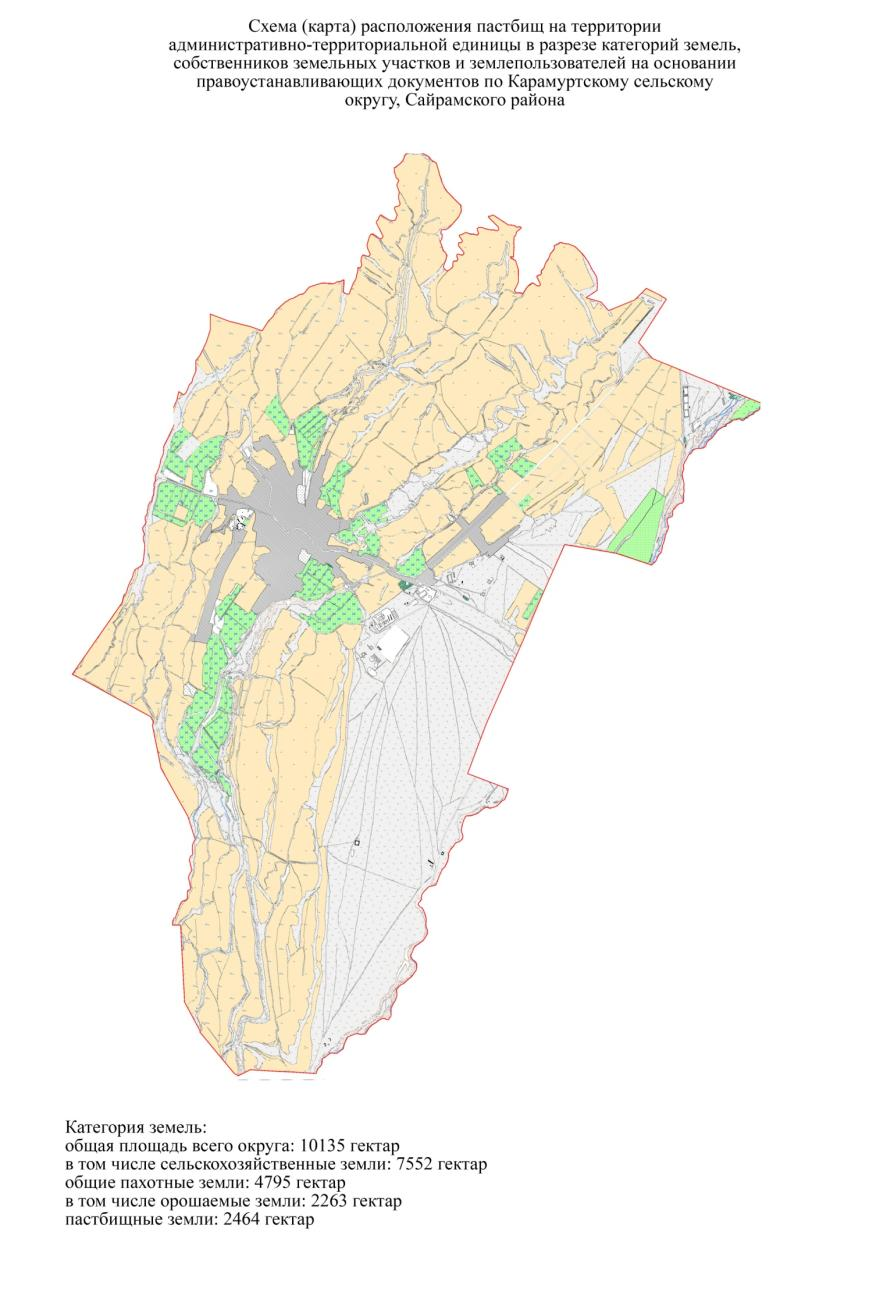 Схема (карта) расположения пастбищ на территории
административно-территориальной единицы в разрезе категорий земель,
собственников земельных участков и землепользователей на основании
правоустанавливающих документов по Карамуртскому сельскому
округу, Сайрамского района
Категория земель:
общая площадь всего округа: 10135 гектар
в том числе сельскохозяйственные земли: 7552 гектар
общие пахотные земли: 4795 гектар
в том числе орошаемые земли: 2263 гектар
пастбищные земли: 2464 гектар